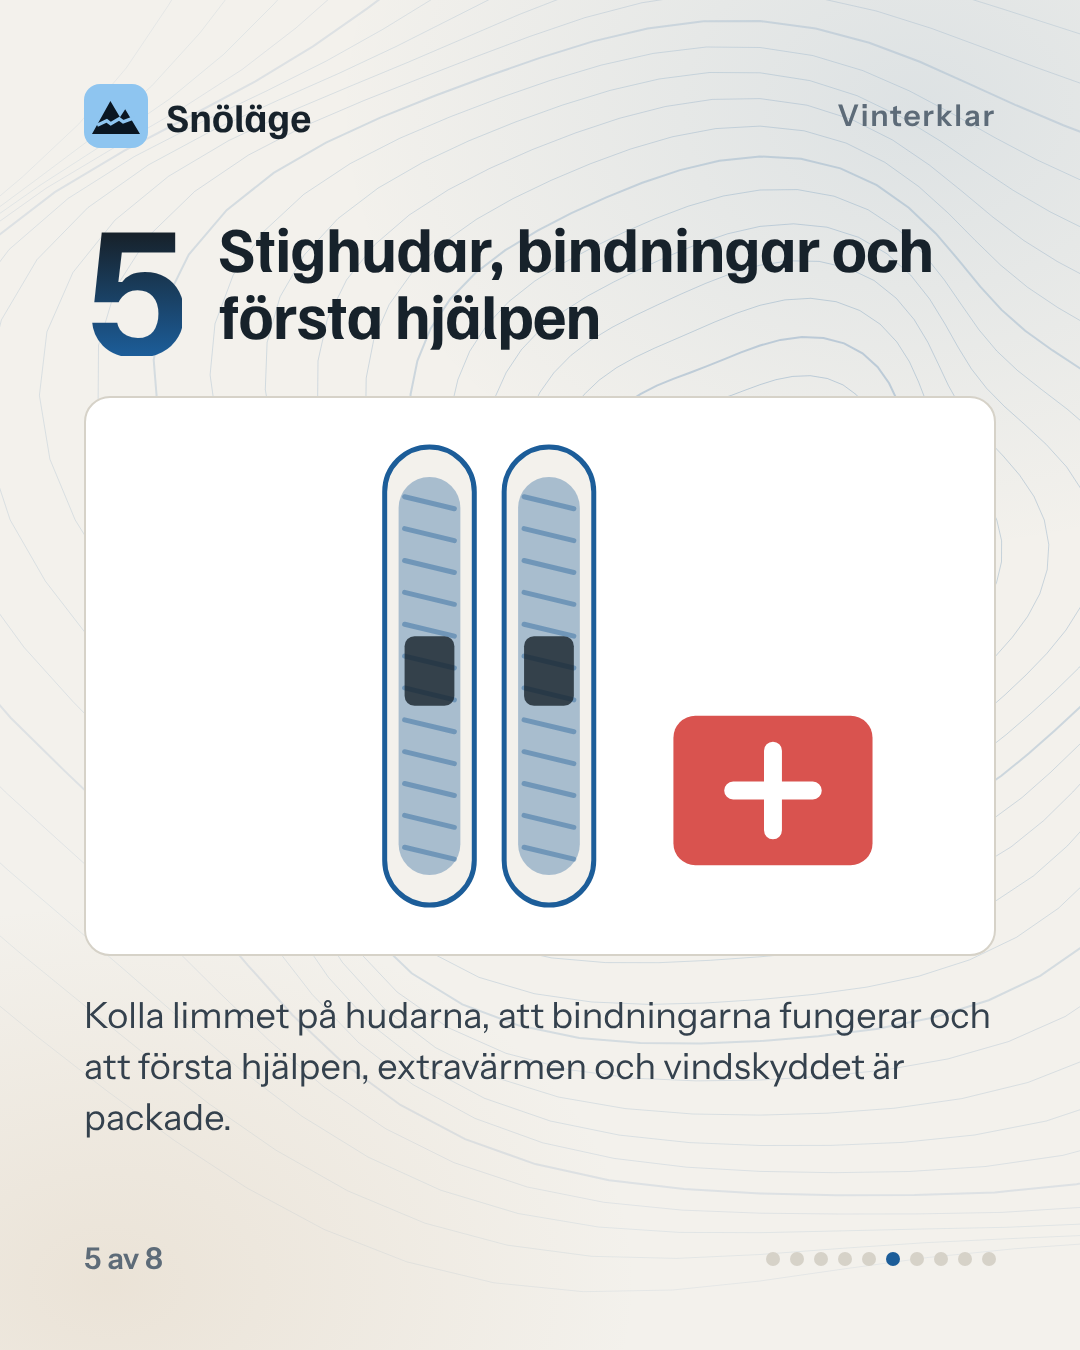 Snöläge
Vinterklar
5
Stighudar, bindningar och
första hjälpen
Kolla limmet på hudarna, att bindningarna fungerar och
att första hjälpen, extravärmen och vindskyddet är
packade.
5 av 8